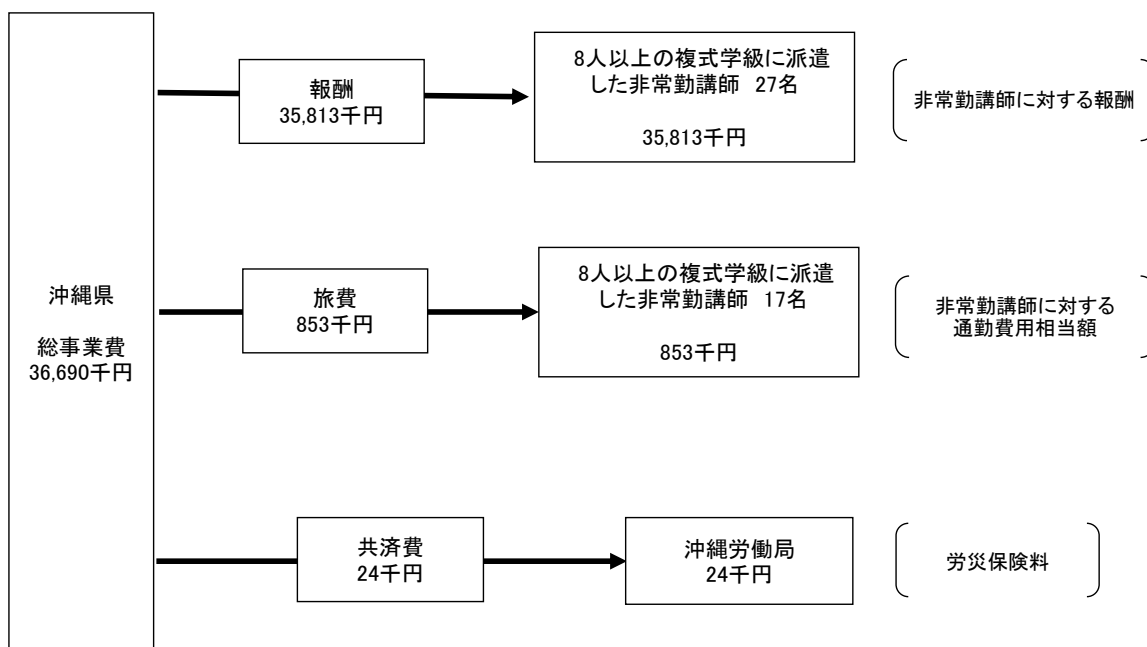 沖縄県
総事業費
36,690千円
報酬
35,813千円
8人以上の複式学級に派遣
した非常勤講師 27名
35,813千円
非常勤講師に対する報酬
旅費
853千円
8人以上の複式学級に派遣
した非常勤講師 17名
853千円
非常勤講師に対する
通勤費用相当額
共済費
24千円
沖縄労働局
24千円
労災保険料